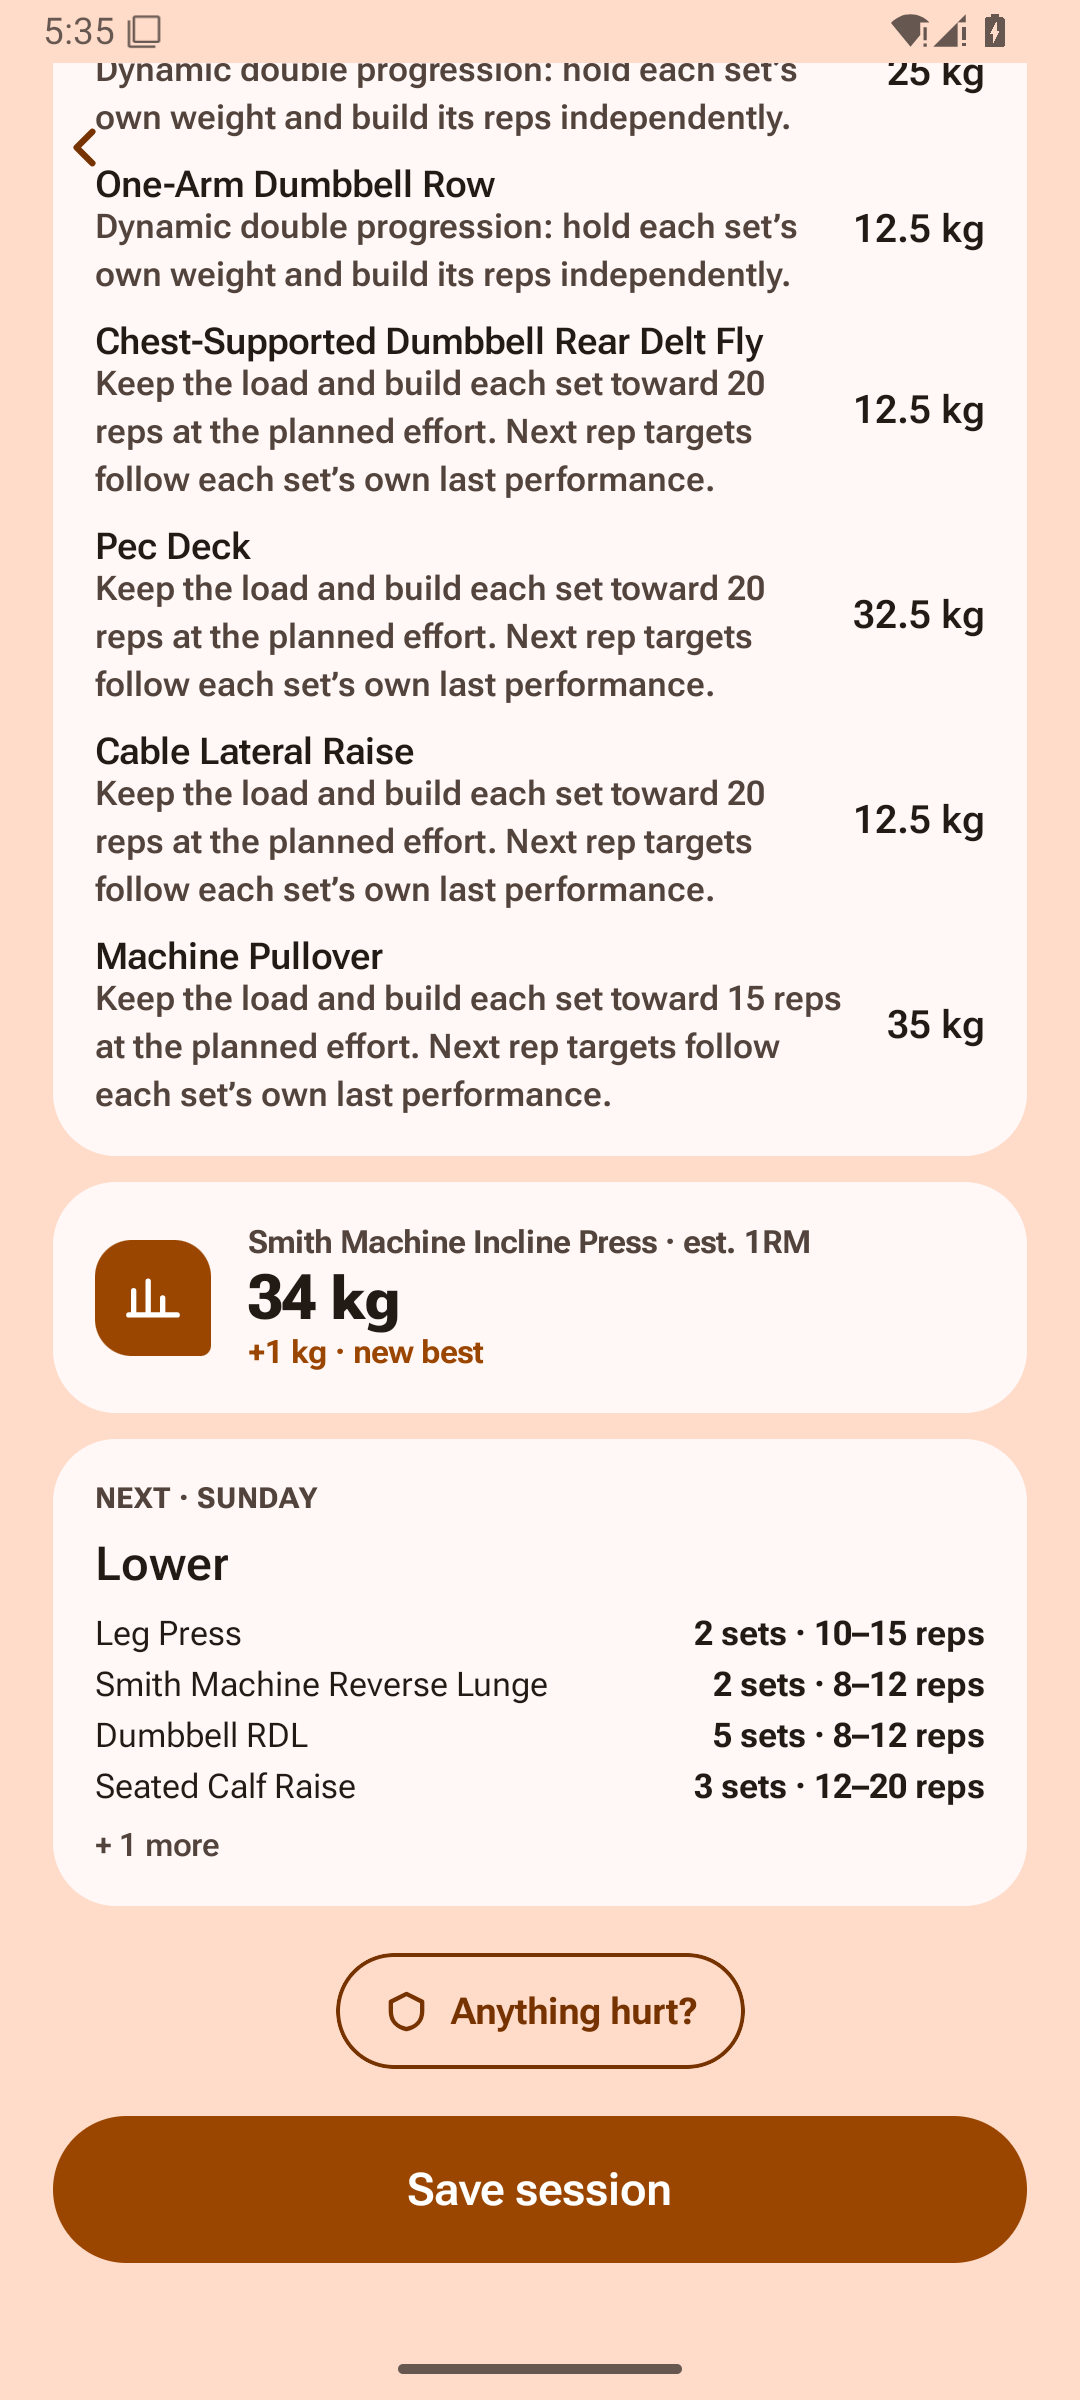 5:35
Dynamic double progression: hold each set's
own weight and build its reps independently.
25 kg
One-Arm Dumbbell Row
Dynamic double progression: hold each set's
own weight and build its reps independently.
12.5 kg
Chest-Supported Dumbbell Rear Delt Fly
Keep the load and build each set toward 20
reps at the planned effort. Next rep targets
follow each set's own last performance.
12.5 kg
Pec Deck
Keep the load and build each set toward 20
reps at the planned effort. Next rep targets
follow each set's own last performance.
32.5 kg
Cable Lateral Raise
Keep the load and build each set toward 20
reps at the planned effort. Next rep targets
follow each set's own last performance.
12.5 kg
Machine Pullover
Keep the load and build each set toward 15 reps
at the planned effort. Next rep targets follow
each set's own last performance.
35 kg
Smith Machine Incline Press · est. 1RM
34 kg
+1 kg · new best
NEXT · SUNDAY
Lower
Leg Press 2 sets · 10–15 reps
Smith Machine Reverse Lunge 2 sets · 8–12 reps
Dumbbell RDL 5 sets · 8–12 reps
Seated Calf Raise 3 sets · 12–20 reps
+ 1 more
Anything hurt?
Save session